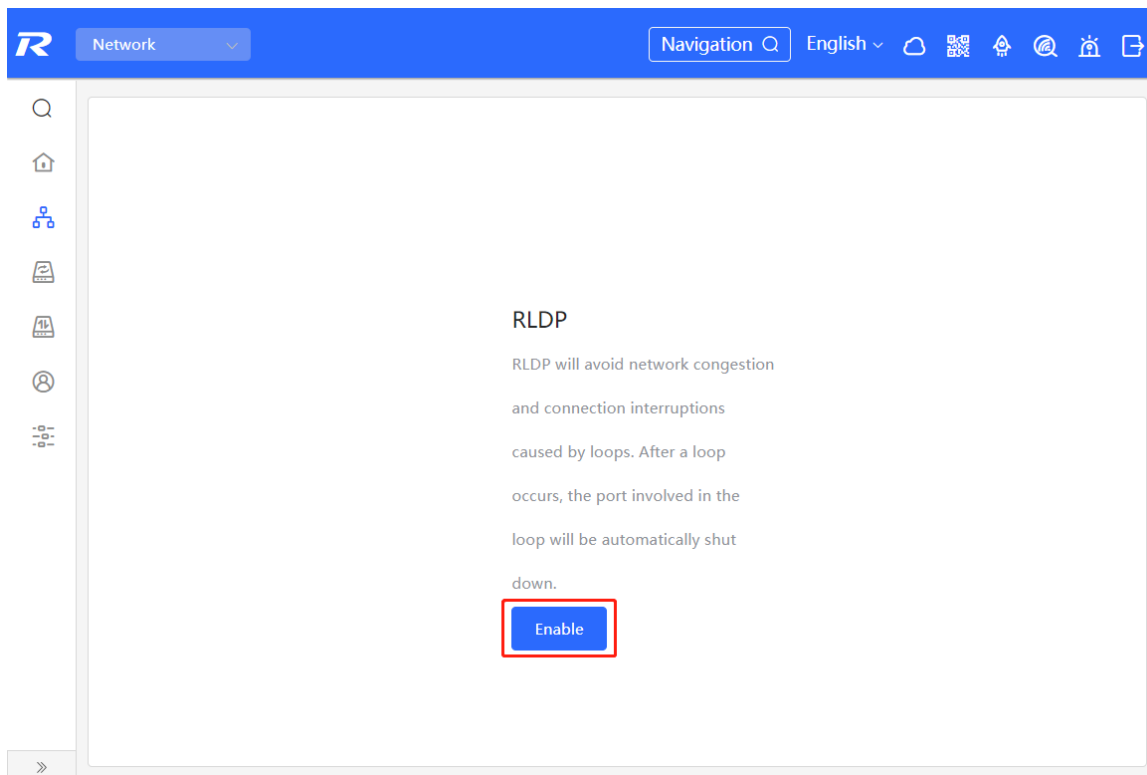 Network
Navigation
English
RLDP
RLDP will avoid network congestion
and connection interruptions
caused by loops. After a loop
occurs, the port involved in the
loop will be automatically shut
down.
Enable